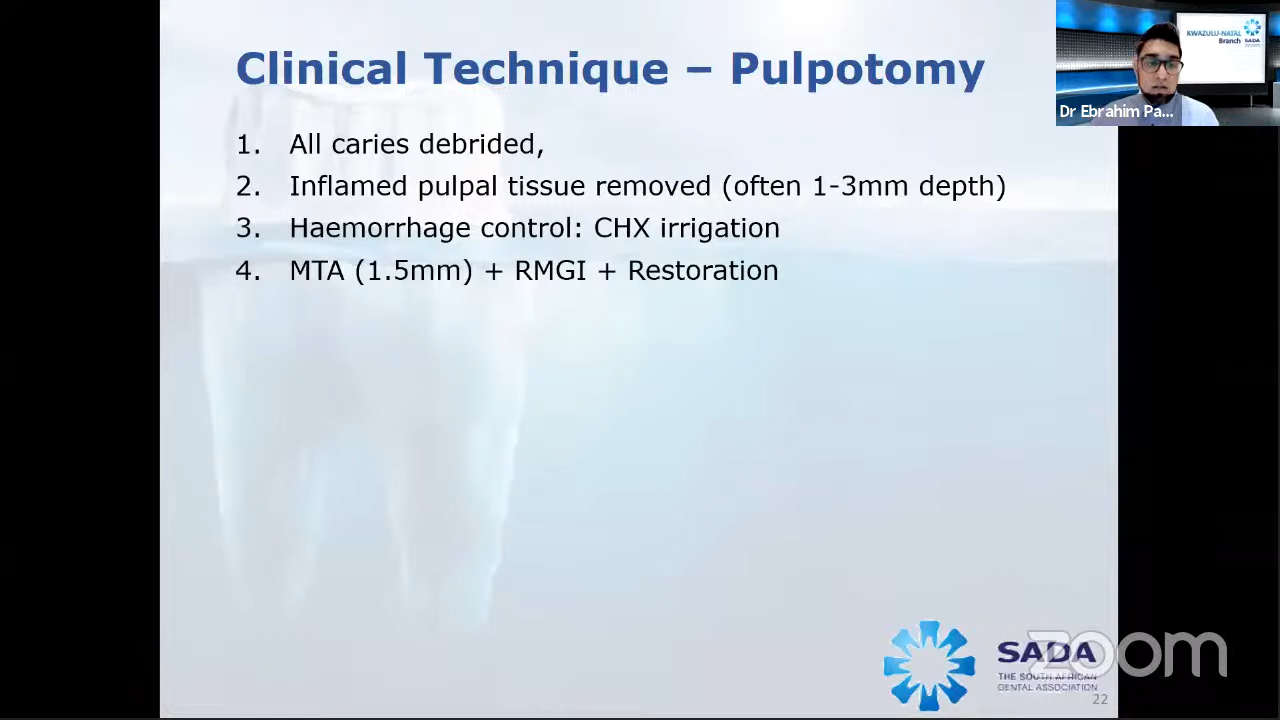 Clinical Technique – Pulpotomy
1. All caries debrided,
2. Inflamed pulpal tissue removed (often 1-3mm depth)
3. Haemorrhage control: CHX irrigation
4. MTA (1.5mm) + RMGI + Restoration
KWAZULU-NATAL
Branch
SADA
Dr Ebrahim Pa...
SADA
THE SOUTH AFRICAN
DENTAL ASSOCIATION
zoom
22